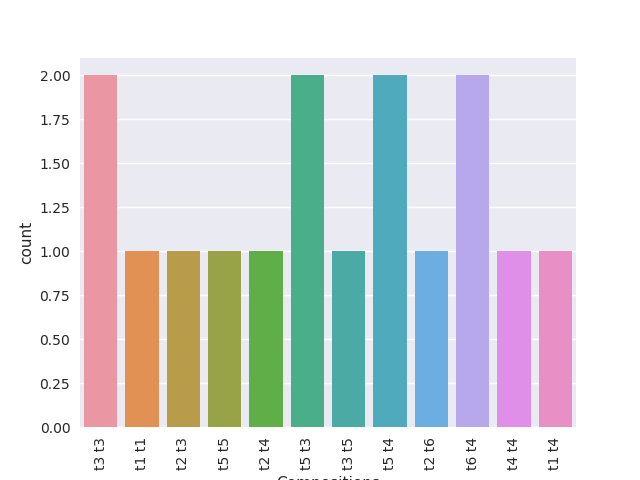 2.00
1.75
1.50
1.25
1.00
0.75
0.50
0.25
0.00
count
t3 t3
t1 t1
t2 t3
t5 t5
t2 t4
t5 t3
t3 t5
t5 t4
t2 t6
t6 t4
t4 t4
t1 t4
Compositions